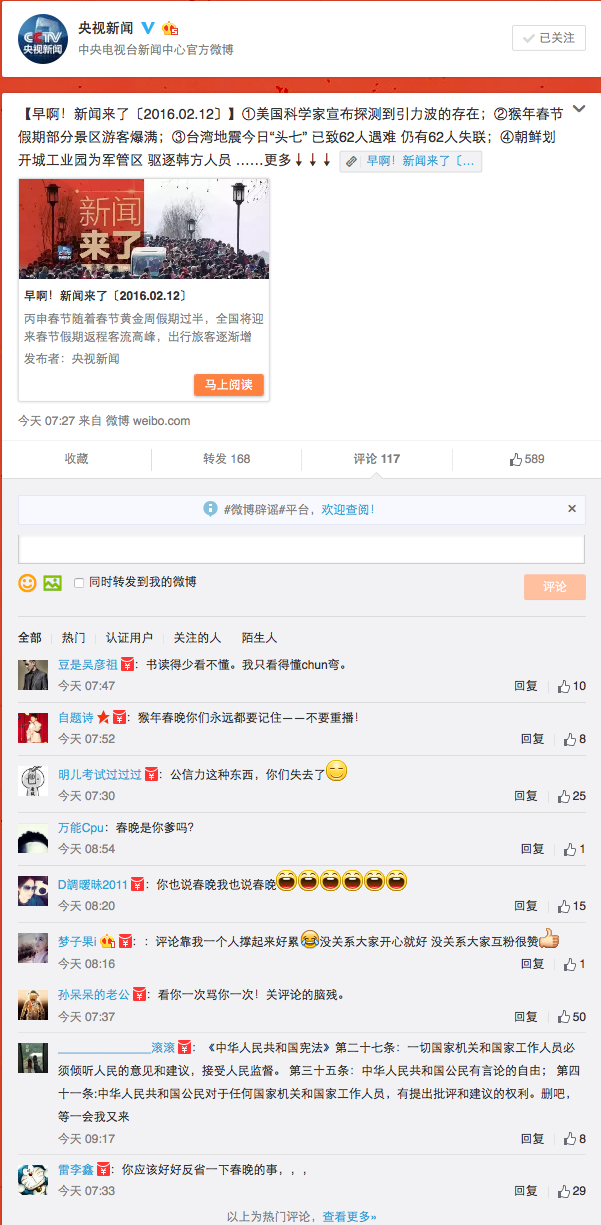 CCTV
央视新闻
央视新闻
中央电视台新闻中心官方微博
已关注
【早啊！新闻来了〔2016.02.12〕】①美国科学家宣布探测到引力波的存在；②猴年春节
假期部分景区游客爆满；③台湾地震今日“头七” 已致62人遇难 仍有62人失联；④朝鲜划
开城工业园为军管区 驱逐韩方人员 ……更多↓↓↓ 早啊！新闻来了〔...
新闻
来了
早啊！新闻来了〔2016.02.12〕
丙申春节随着春节黄金周假期过半，全国将迎
来春节假期返程客流高峰，出行旅客逐渐增
发布者：央视新闻
马上阅读
今天 07:27 来自 微博 weibo.com
收藏 转发 168 评论 117 589
#微博辟谣#平台，欢迎查阅！ ×
同时转发到我的微博 评论
全部 热门 认证用户 关注的人 陌生人
豆是吴彦祖：书读得少看不懂。我只看得懂chun弯。
今天 07:47 回复 10
自题诗：猴年春晚你们永远都要记住——不要重播！
今天 07:52 回复 8
明儿考试过过过：公信力这种东西，你们失去了
今天 07:30 回复 25
万能Cpu：春晚是你爹吗？
今天 08:54 回复 1
D調暧昧2011：你也说春晚我也说春晚
今天 08:20 回复 15
梦子果i：：评论靠我一个人撑起来好累😂没关系大家开心就好 没关系大家互粉很赞👍
今天 08:16 回复 1
孙呆呆的老公：看你一次骂你一次！关评论的脑残。
今天 07:37 回复 50
_______________滚滚：《中华人民共和国宪法》第二十七条：一切国家机关和国家工作人员必
须倾听人民的意见和建议，接受人民监督。 第三十五条：中华人民共和国公民有言论的自由； 第四
十一条:中华人民共和国公民对于任何国家机关和国家工作人员，有提出批评和建议的权利。删吧，
等一会我又来
今天 09:17 回复 8
雷李鑫：你应该好好反省一下春晚的事，，，
今天 07:33 回复 29
以上为热门评论，查看更多»